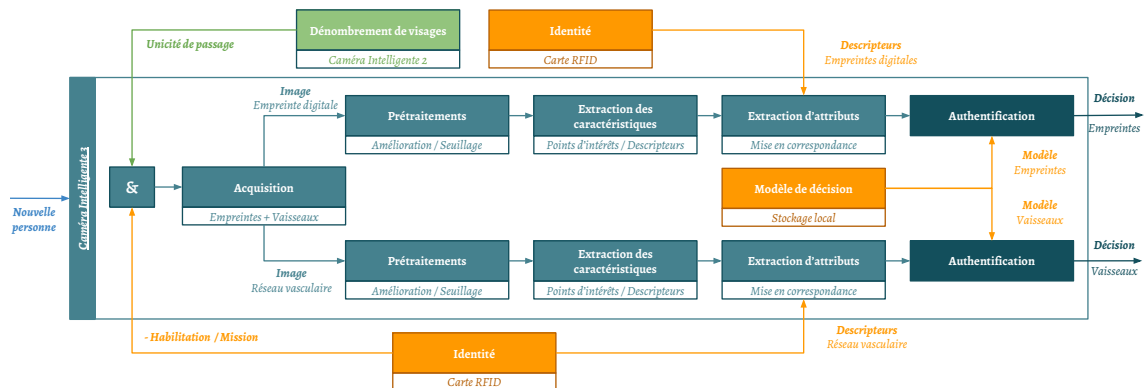 Dénombrement de visages
Caméra Intelligente 2
Identité
Carte RFID
Unicité de passage
Descripteurs
Empreintes digitales
Caméra Intelligente 3
Image
Empreinte digitale
Prétraitements
Amélioration / Seuillage
Extraction des
caractéristiques
Points d'intérêts / Descripteurs
Extraction d'attributs
Mise en correspondance
Authentification
Décision
Empreintes
&
Acquisition
Empreintes + Vaisseaux
Modèle de décision
Stockage local
Modèle
Empreintes
Modèle
Vaisseaux
Nouvelle
personne
Image
Réseau vasculaire
Prétraitements
Amélioration / Seuillage
Extraction des
caractéristiques
Points d'intérêts / Descripteurs
Extraction d'attributs
Mise en correspondance
Authentification
Décision
Vaisseaux
- Habilitation / Mission
Identité
Carte RFID
Descripteurs
Réseau vasculaire